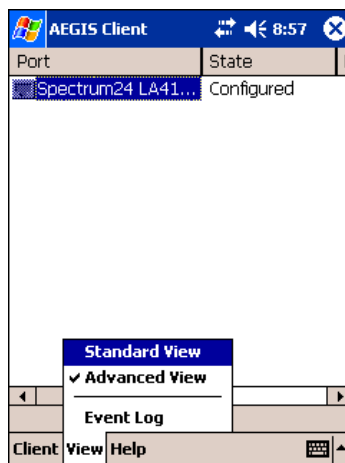 AEGIS Client 8:57
Port State
Spectrum24 LA41... Configured
Standard View
Advanced View
Event Log
Client View Help